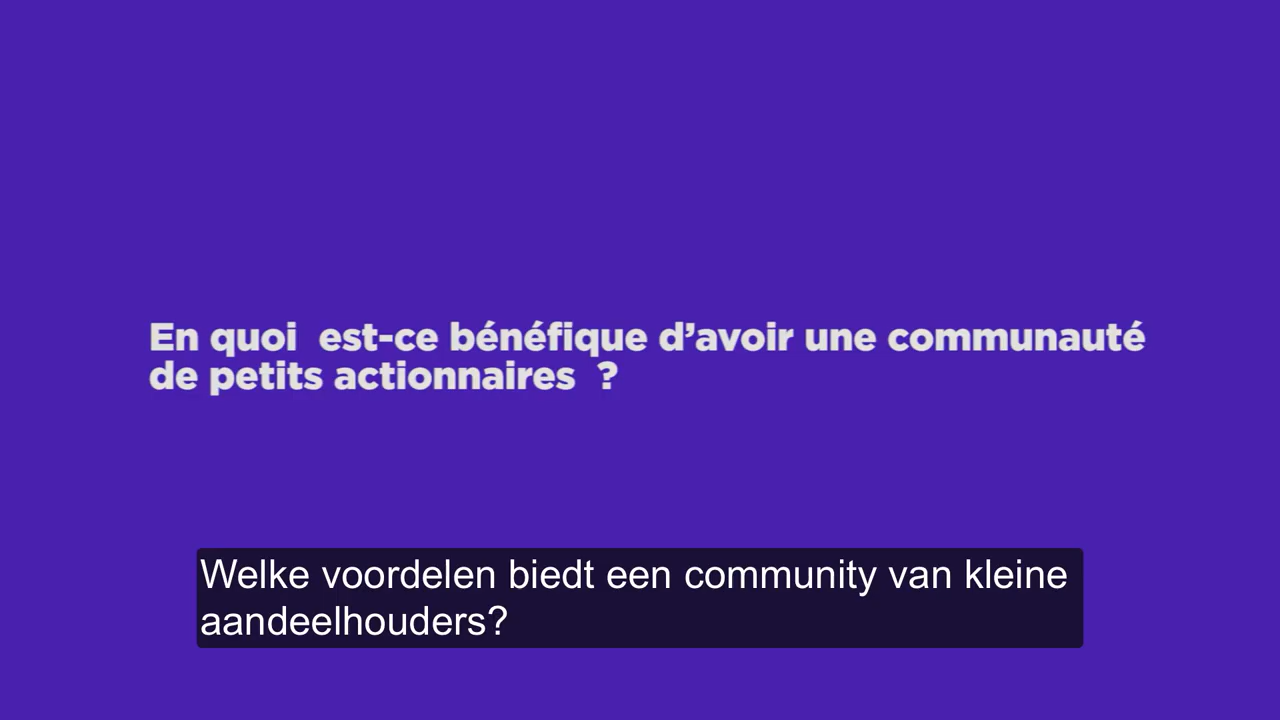 En quoi  est-ce bénéfique d’avoir une communauté
de petits actionnaires  ?
Welke voordelen biedt een community van kleine
aandeelhouders?